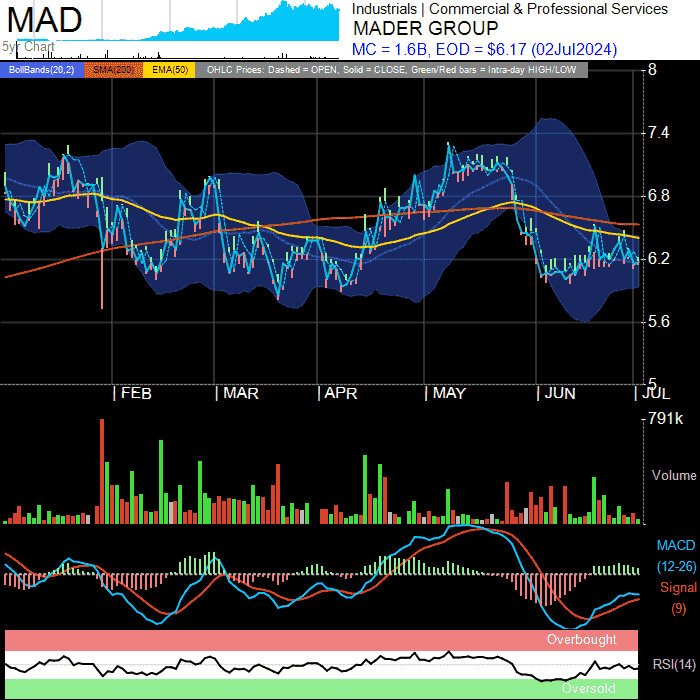 MAD
5yr Chart
Industrials | Commercial & Professional Services
MADER GROUP
MC = 1.6B, EOD = $6.17 (02Jul2024)
BollBands(20,2) SMA(200) EMA(50) OHLC Prices: Dashed = OPEN, Solid = CLOSE, Green/Red bars = Intra-day HIGH/LOW
8
7.4
6.8
6.2
5.6
5
FEB MAR APR MAY JUN JUL
791k
Volume
MACD
(12-26)
Signal
(9)
Overbought
RSI(14)
Oversold